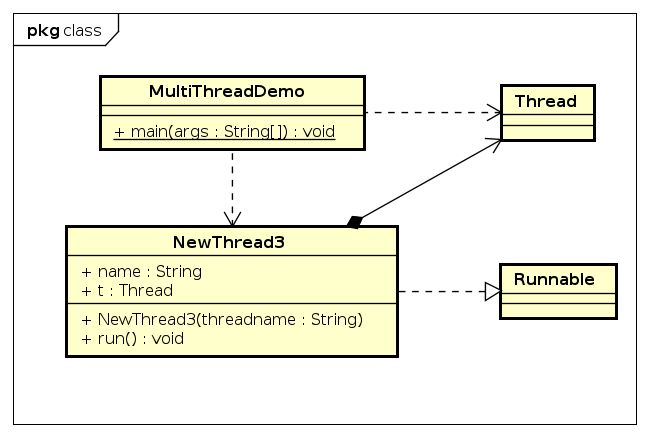 pkg class
MultiThreadDemo
+ main(args : String[]) : void
Thread
NewThread3
+ name : String
+ t : Thread
+ NewThread3(threadname : String)
+ run() : void
Runnable